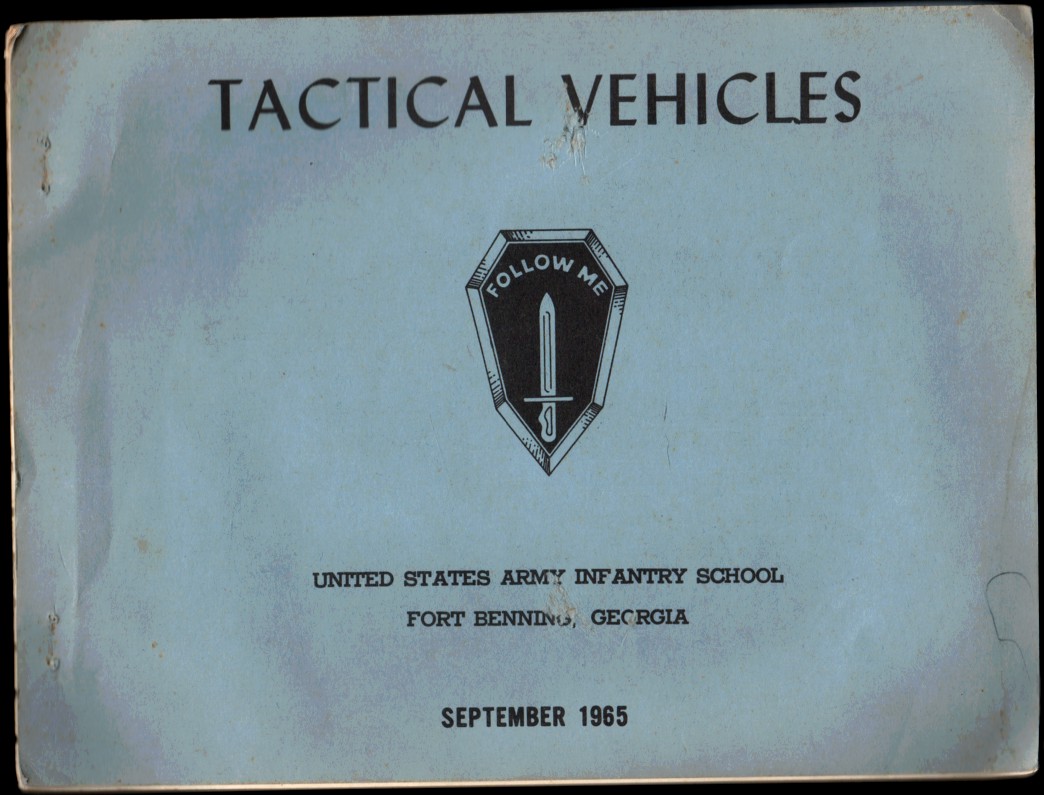 TACTICAL VEHICLES
FOLLOW ME
UNITED STATES ARMY INFANTRY SCHOOL
FORT BENNING, GEORGIA
SEPTEMBER 1965